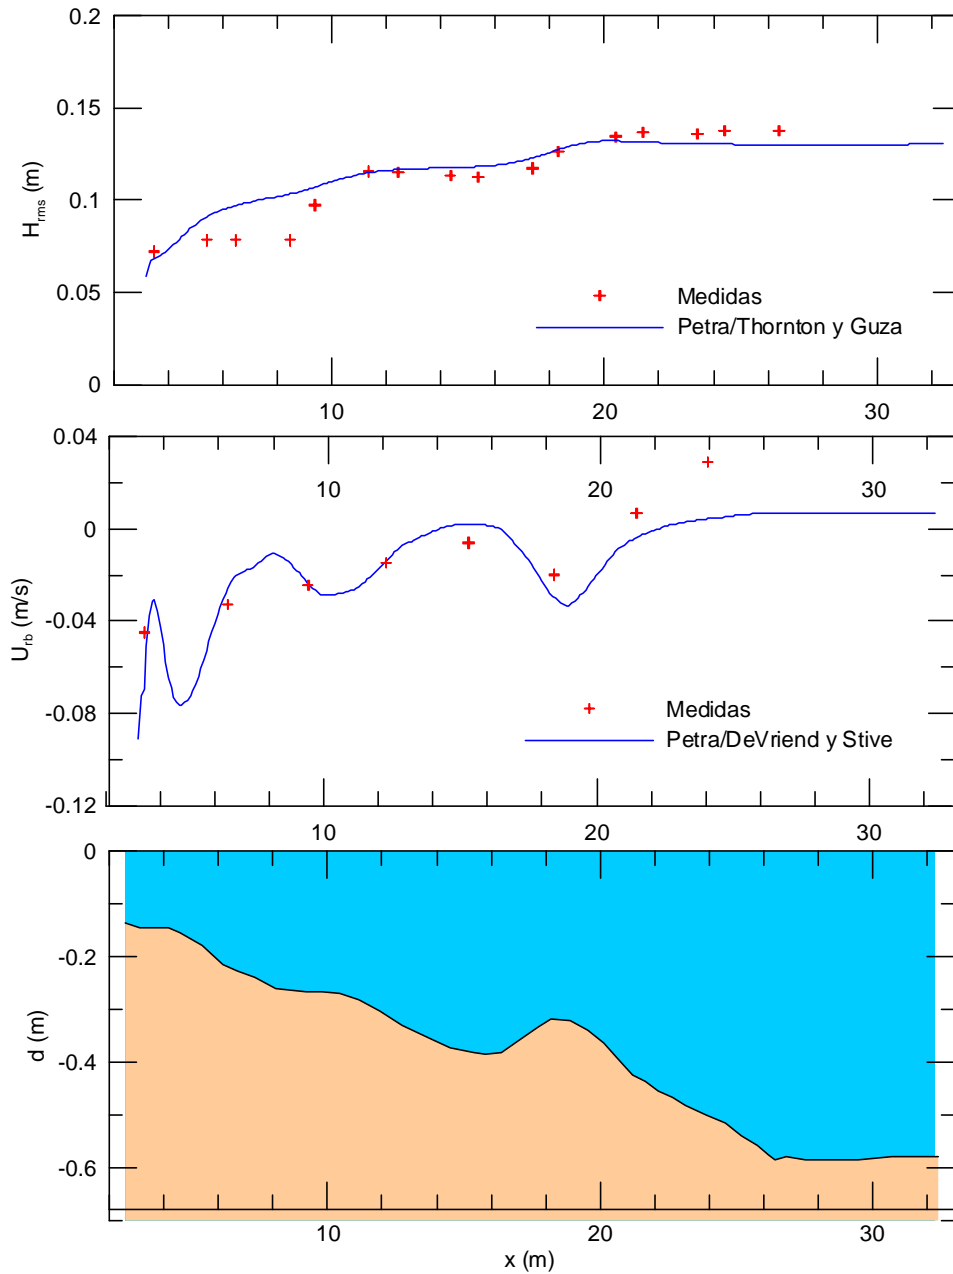 0.2
0.15
0.1
0.05
0
H_rms (m)
Medidas
Petra/Thornton y Guza
10 20 30
0.04
0
-0.04
-0.08
-0.12
U_rb (m/s)
10 20 30
Medidas
Petra/DeVriend y Stive
10 20 30
0
-0.2
-0.4
-0.6
d (m)
10 20 30
x (m)